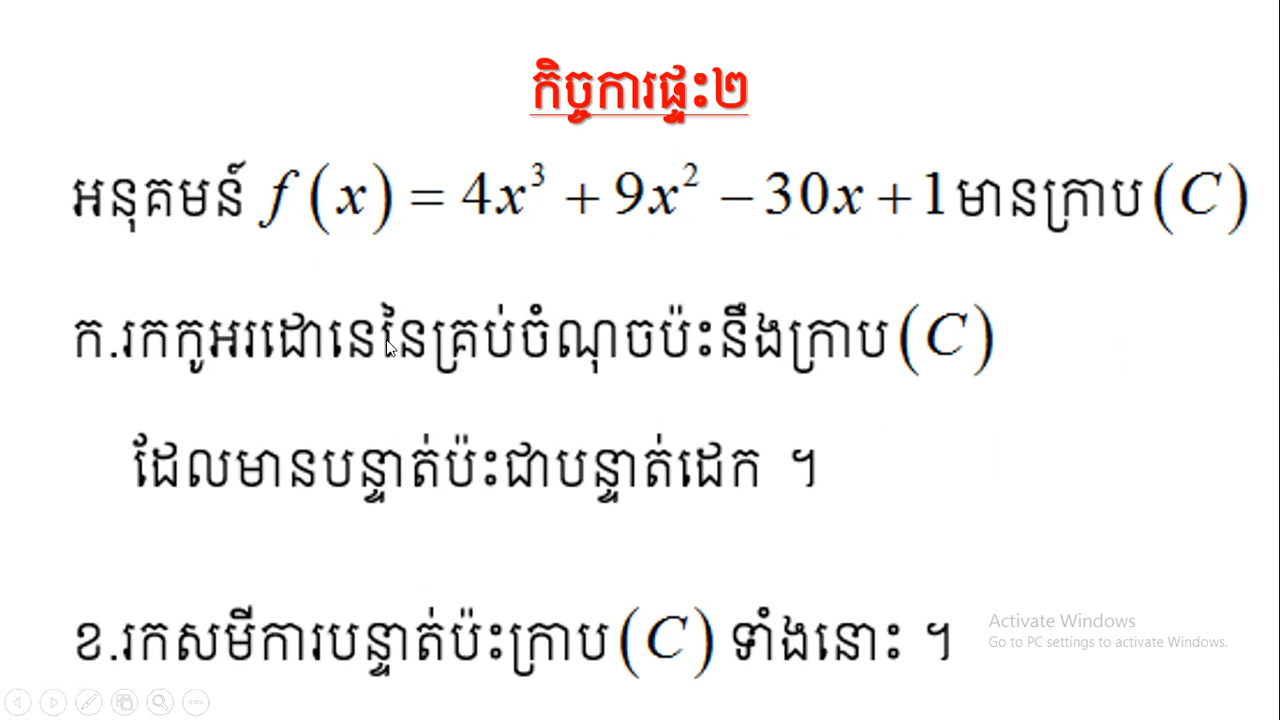 កិច្ចការផ្ទះ២
អនុគមន៍ f(x) = 4x³ + 9x² − 30x + 1 មានក្រាប (C)
ក.រកកូអរដោនេនៃគ្រប់ចំណុចប៉ះនឹងក្រាប (C)
ដែលមានបន្ទាត់ប៉ះជាបន្ទាត់ដេក ។
ខ.រកសមីការបន្ទាត់ប៉ះក្រាប (C) ទាំងនោះ ។
Activate Windows
Go to PC settings to activate Windows.